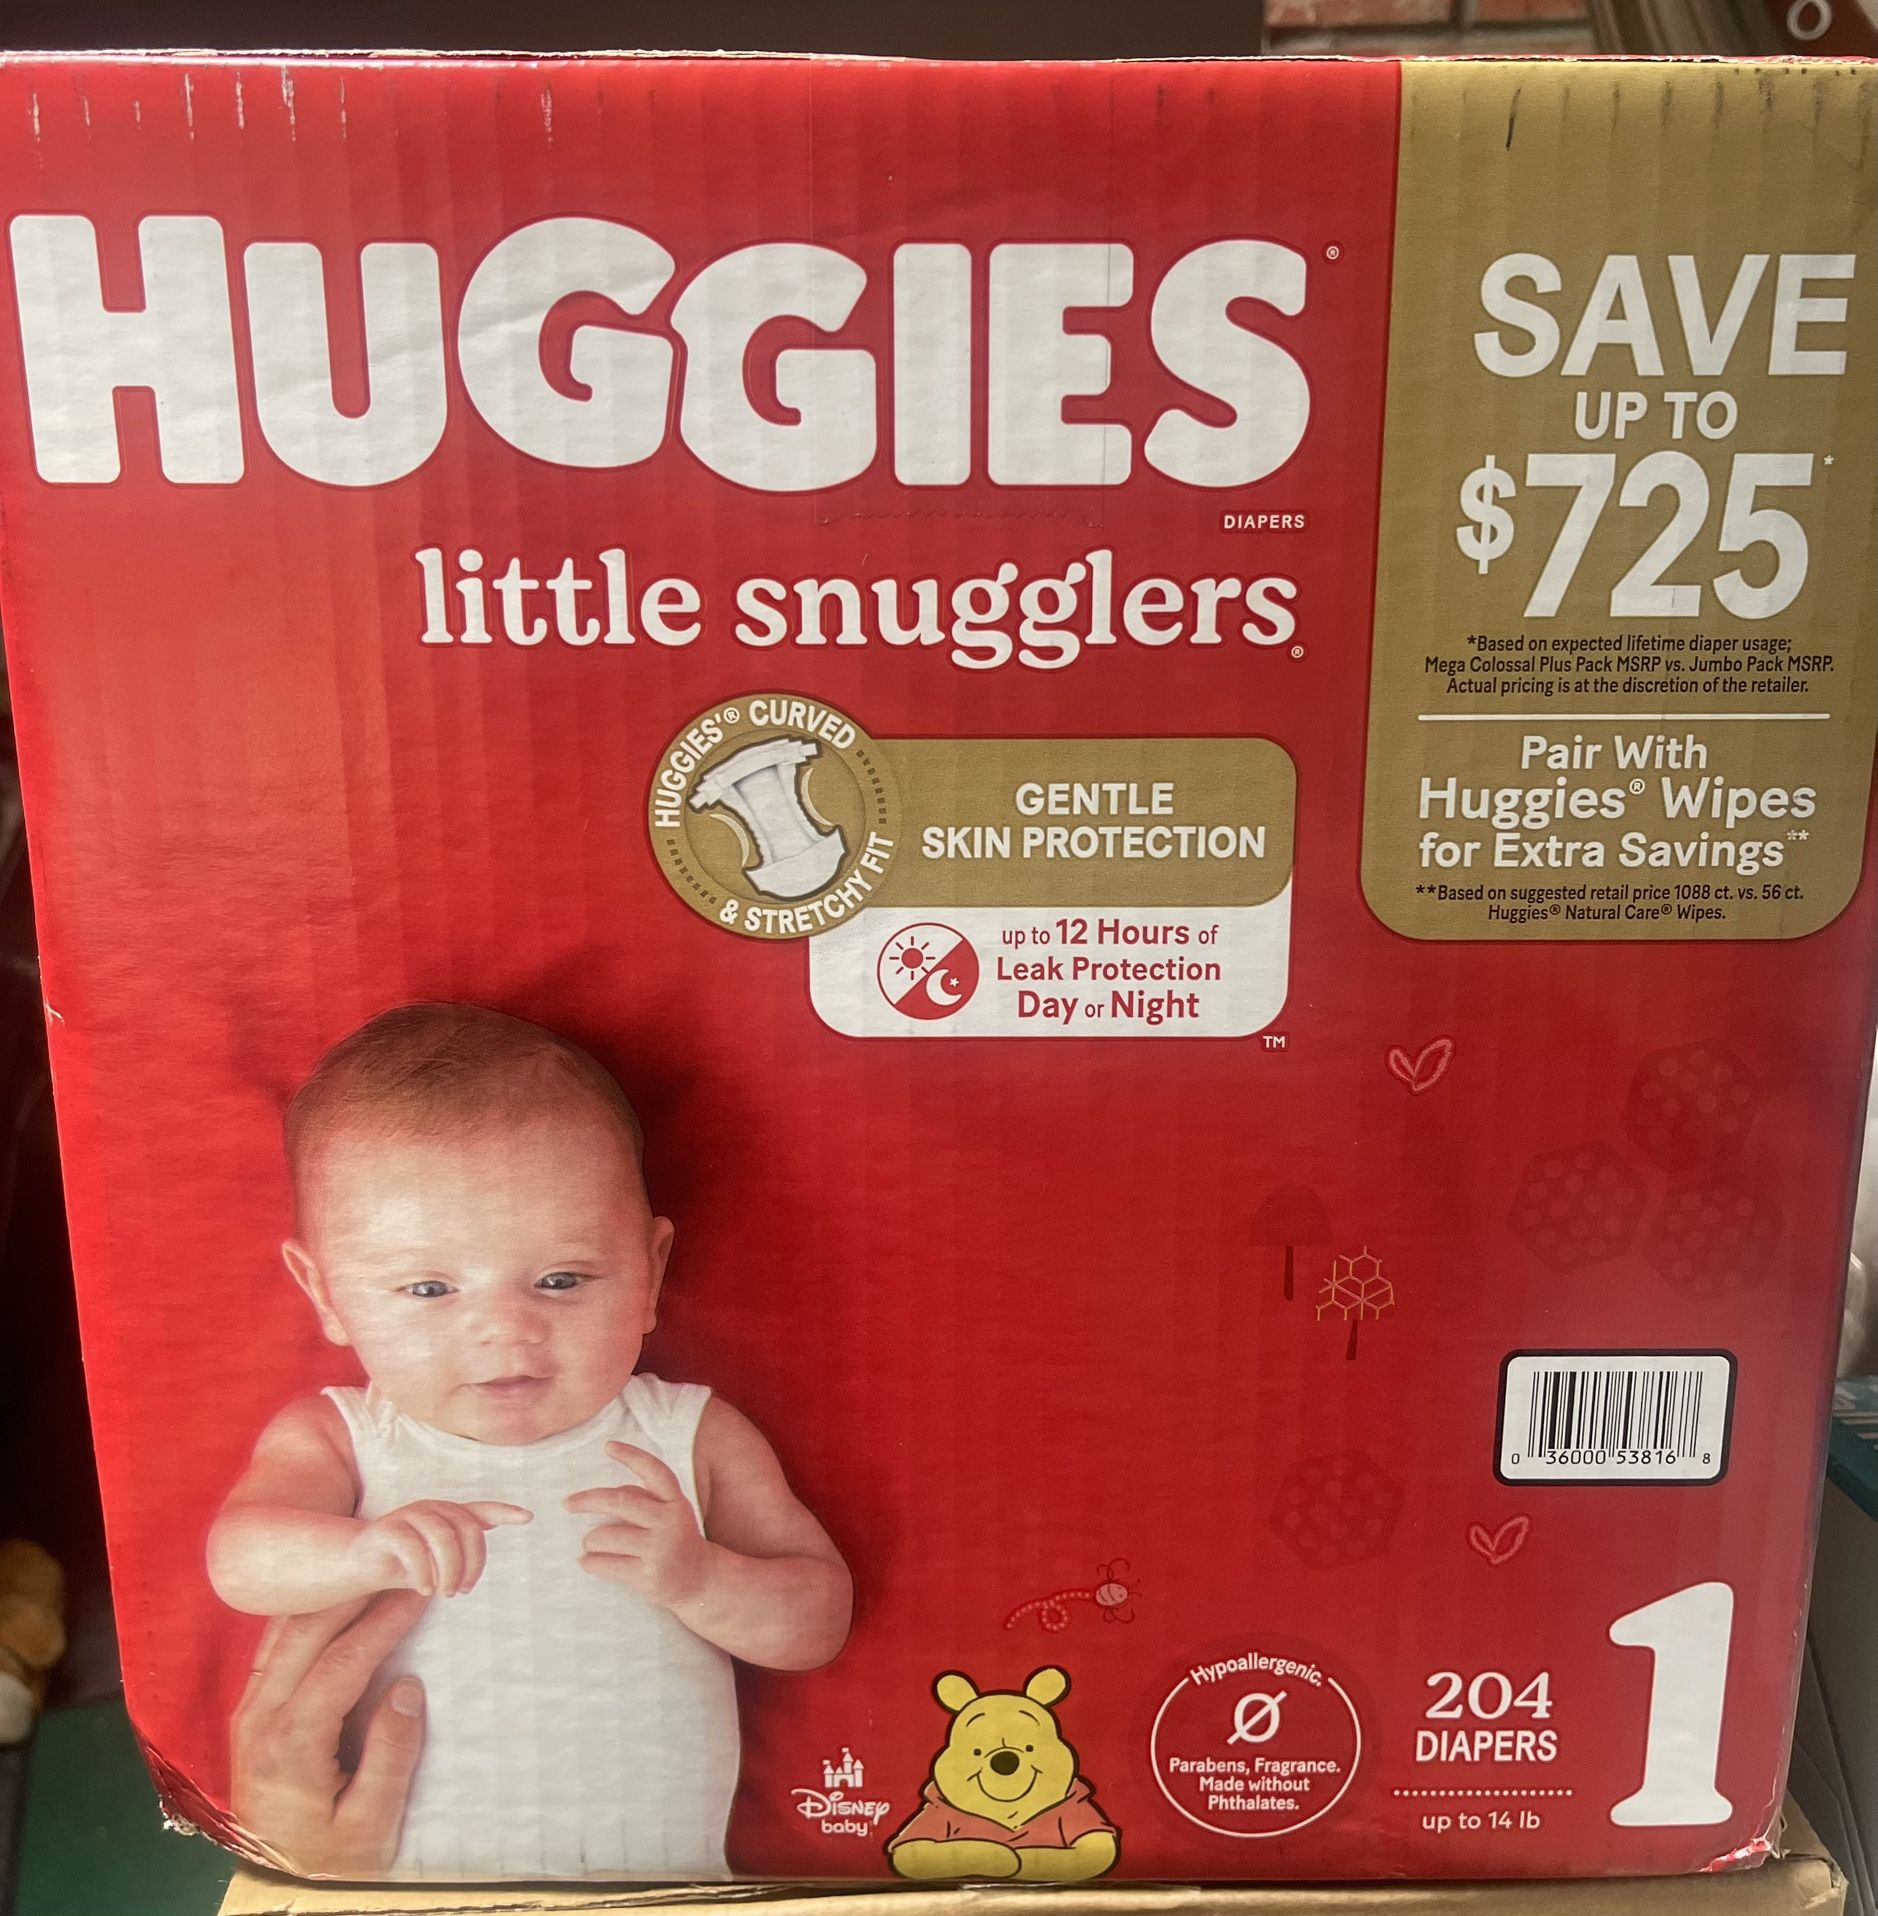 HUGGIES®
DIAPERS
little snugglers®
HUGGIES'® CURVED
& STRETCHY FIT
GENTLE
SKIN PROTECTION
up to 12 Hours of
Leak Protection
Day or Night
TM
SAVE
UP TO
$725*
*Based on expected lifetime diaper usage;
Mega Colossal Plus Pack MSRP vs. Jumbo Pack MSRP.
Actual pricing is at the discretion of the retailer.
Pair With
Huggies® Wipes
for Extra Savings**
**Based on suggested retail price 1088 ct. vs. 56 ct.
Huggies® Natural Care® Wipes.
0 36000 53816 8
Disney
baby
Hypoallergenic.
Parabens, Fragrance.
Made without
Phthalates.
204
DIAPERS
up to 14 lb
1